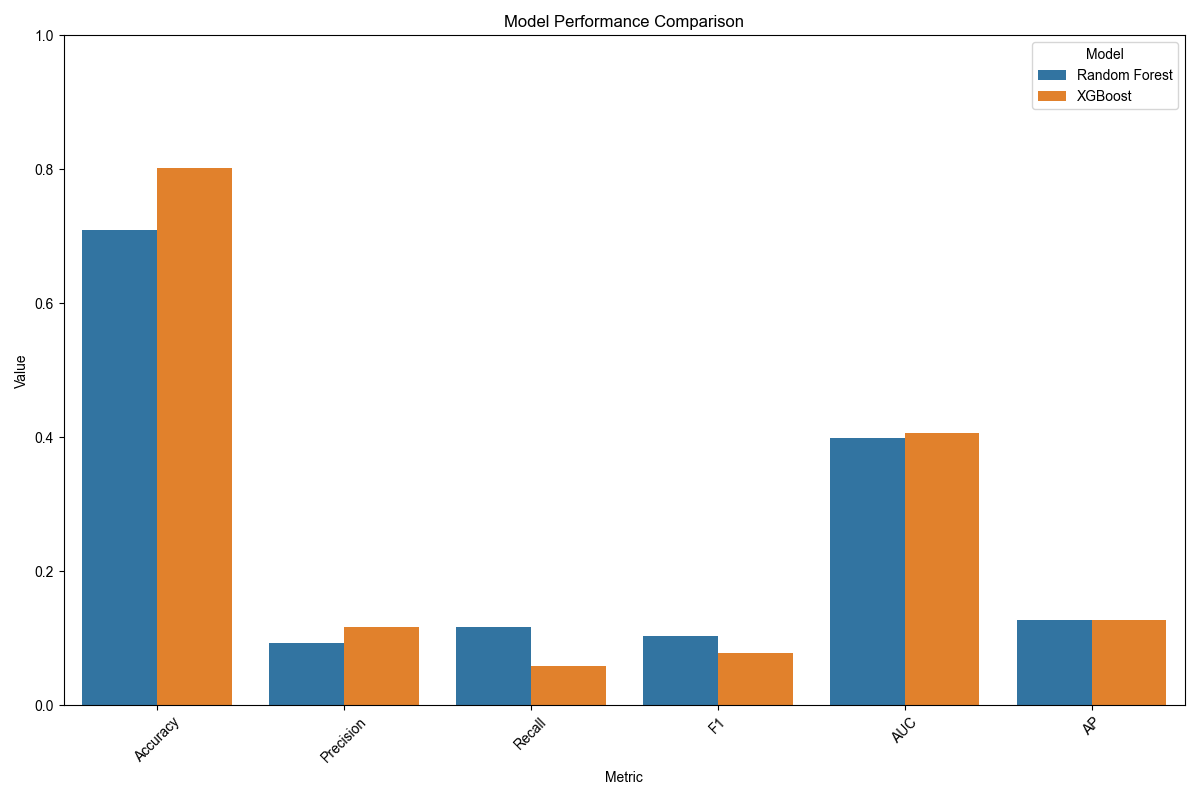 Model Performance Comparison
Model
Random Forest
XGBoost
1.0
0.8
0.6
0.4
0.2
0.0
Value
Accuracy
Precision
Recall
F1
AUC
AP
Metric